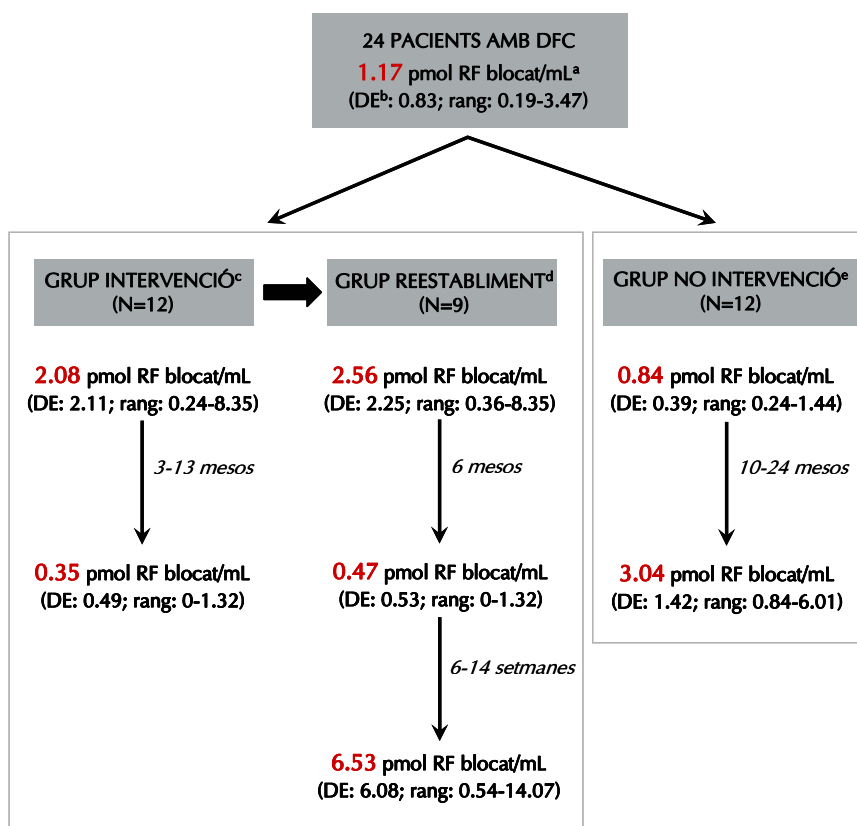 24 PACIENTS AMB DFC
1.17 pmol RF blocat/mLᵃ
(DEᵇ: 0.83; rang: 0.19-3.47)
GRUP INTERVENCIÓᶜ
(N=12)
GRUP REESTABLIMENTᵈ
(N=9)
GRUP NO INTERVENCIÓᵉ
(N=12)
2.08 pmol RF blocat/mL
(DE: 2.11; rang: 0.24-8.35)
2.56 pmol RF blocat/mL
(DE: 2.25; rang: 0.36-8.35)
0.84 pmol RF blocat/mL
(DE: 0.39; rang: 0.24-1.44)
3-13 mesos
6 mesos
10-24 mesos
0.35 pmol RF blocat/mL
(DE: 0.49; rang: 0-1.32)
0.47 pmol RF blocat/mL
(DE: 0.53; rang: 0-1.32)
3.04 pmol RF blocat/mL
(DE: 1.42; rang: 0.84-6.01)
6-14 setmanes
6.53 pmol RF blocat/mL
(DE: 6.08; rang: 0.54-14.07)